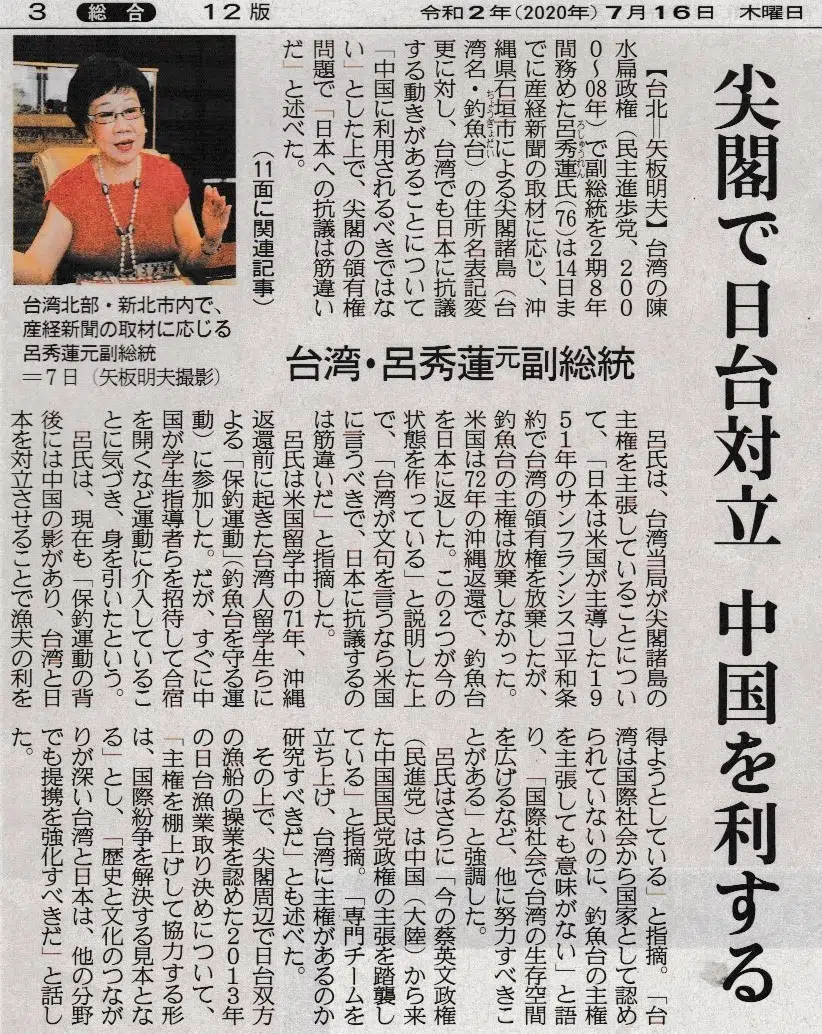 3 総合 12版 令和2年(2020年)7月16日 木曜日
尖閣で日台対立 中国を利する
台湾・呂秀蓮元副総統
【台北＝矢板明夫】台湾の陳
水扁政権（民主進歩党、200
0～08年）で副総統を2期8年
間務めた呂秀蓮氏(76)は14日ま
ろしゅうれん
でに産経新聞の取材に応じ、沖
縄県石垣市による尖閣諸島（台
湾名・釣魚台）の住所名表記変
ちょうぎょだい
更に対し、台湾でも日本に抗議
する動きがあることについて
「中国に利用されるべきではな
い」とした上で、尖閣の領有権
問題で「日本への抗議は筋違い
だ」と述べた。
（11面に関連記事）
台湾北部・新北市内で、
産経新聞の取材に応じる
呂秀蓮元副総統
＝7日（矢板明夫撮影）
呂氏は、台湾当局が尖閣諸島の
主権を主張していることについ
て、「日本は米国が主導した19
51年のサンフランシスコ平和条
約で台湾の領有権を放棄したが、
釣魚台の主権は放棄しなかった。
米国は72年の沖縄返還で、釣魚台
を日本に返した。この2つが今の
状態を作っている」と説明した上
で、「台湾が文句を言うなら米国
に言うべきで、日本に抗議するの
は筋違いだ」と指摘した。
呂氏は米国留学中の71年、沖縄
返還前に起きた台湾人留学生らに
よる「保釣運動」（釣魚台を守る運
動）に参加した。だが、すぐに中
国が学生指導者らを招待して合宿
を開くなど運動に介入しているこ
とに気づき、身を引いたという。
呂氏は、現在も「保釣運動の背
後には中国の影があり、台湾と日
本を対立させることで漁夫の利を
得ようとしている」と指摘。「台
湾は国際社会から国家として認め
られていないのに、釣魚台の主権
を主張しても意味がない」と語
り、「国際社会で台湾の生存空間
を広げるなど、他に努力すべきこ
とがある」と強調した。
呂氏はさらに「今の蔡英文政権
（民進党）は中国（大陸）から来
た中国国民党政権の主張を踏襲し
ている」と指摘。「専門チームを
立ち上げ、台湾に主権があるのか
研究すべきだ」とも述べた。
その上で、尖閣周辺で日台双方
の漁船の操業を認めた2013年
の日台漁業取り決めについて、
「主権を棚上げして協力する形
は、国際紛争を解決する見本とな
る」とし、「歴史と文化のつなが
りが深い台湾と日本は、他の分野
でも提携を強化すべきだ」と話し
た。